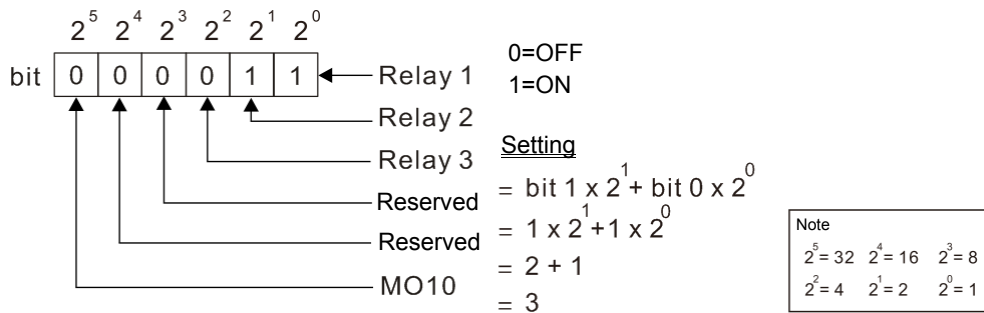 2^5 2^4 2^3 2^2 2^1 2^0
bit 0 0 0 0 1 1 Relay 1
Relay 2
Relay 3
Reserved
Reserved
MO10
0=OFF
1=ON
Setting
= bit 1 x 2^1 + bit 0 x 2^0
= 1 x 2^1+1 x 2^0
= 2 + 1
= 3
Note
2^5= 32 2^4= 16 2^3= 8
2^2= 4 2^1= 2 2^0= 1